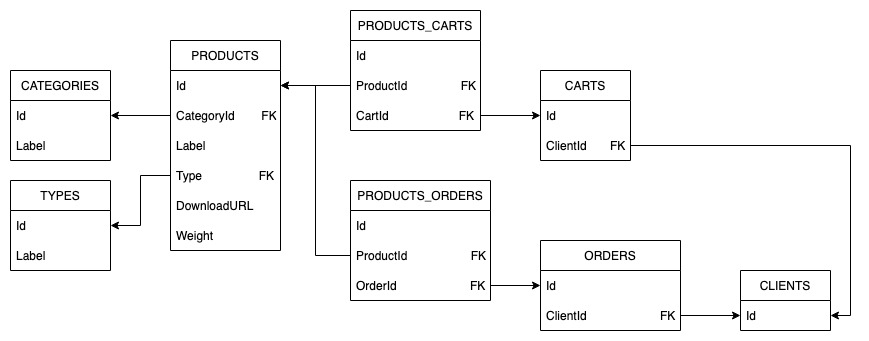 CATEGORIES
Id
Label
TYPES
Id
Label
PRODUCTS
Id
CategoryId FK
Label
Type FK
DownloadURL
Weight
PRODUCTS_CARTS
Id
ProductId FK
CartId FK
PRODUCTS_ORDERS
Id
ProductId FK
OrderId FK
CARTS
Id
ClientId FK
ORDERS
Id
ClientId FK
CLIENTS
Id